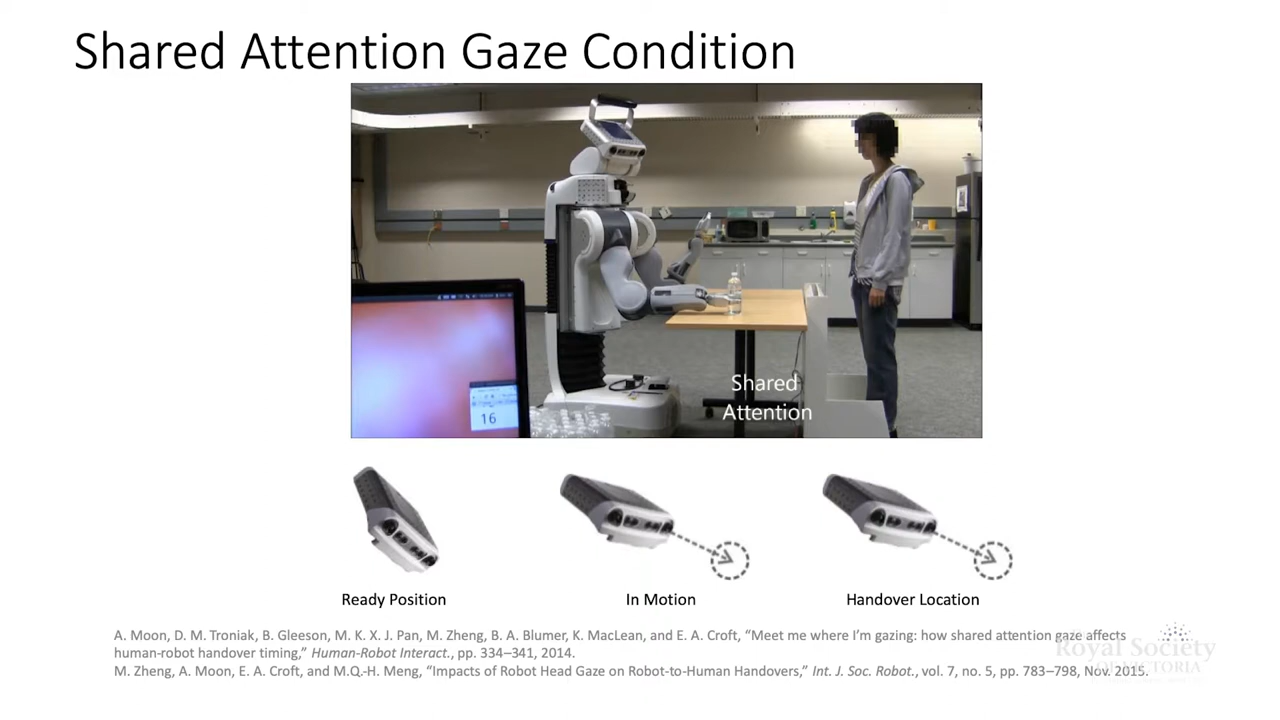 Shared Attention Gaze Condition
16
Shared
Attention
Ready Position
In Motion
Handover Location
A. Moon, D. M. Troniak, B. Gleeson, M. K. X. J. Pan, M. Zheng, B. A. Blumer, K. MacLean, and E. A. Croft, “Meet me where I’m gazing: how shared attention gaze affects
human-robot handover timing,” Human-Robot Interact., pp. 334–341, 2014.
M. Zheng, A. Moon, E. A. Croft, and M.Q.-H. Meng, “Impacts of Robot Head Gaze on Robot-to-Human Handovers,” Int. J. Soc. Robot., vol. 7, no. 5, pp. 783–798, Nov. 2015.
Royal Society
OF VICTORIA